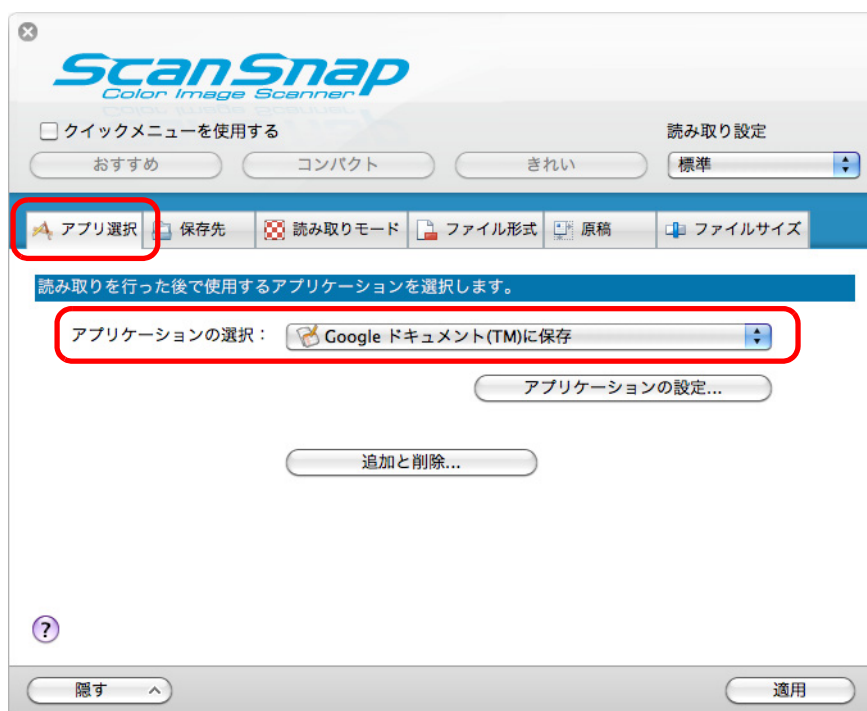 ScanSnap
Color Image Scanner
クイックメニューを使用する
読み取り設定
おすすめ
コンパクト
きれい
標準
アプリ選択
保存先
読み取りモード
ファイル形式
原稿
ファイルサイズ
読み取りを行った後で使用するアプリケーションを選択します。
アプリケーションの選択：
Google ドキュメント(TM)に保存
アプリケーションの設定...
追加と削除...
?
隠す
適用